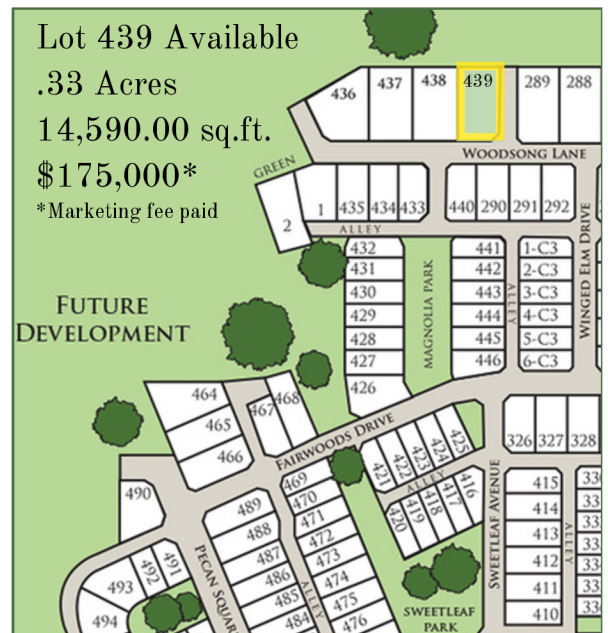 Lot 439 Available
.33 Acres
14,590.00 sq.ft.
$175,000*
*Marketing fee paid
436
437
438
439
289
288
WOODSONG LANE
GREEN
2
1
435
434
433
440
290
291
292
ALLEY
WINGED ELM DRIVE
432
431
430
429
428
427
426
MAGNOLIA PARK
441
442
443
444
445
446
ALLEY
1-C3
2-C3
3-C3
4-C3
5-C3
6-C3
FUTURE
DEVELOPMENT
464
465
466
467
468
FAIRWOODS DRIVE
421
422
423
424
425
ALLEY
420
419
418
417
416
326
327
328
SWEETLEAF AVENUE
415
414
413
412
411
410
ALLEY
490
489
488
487
486
485
484
469
470
471
472
473
474
475
476
ALLEY
PECAN SQUAR
491
492
493
494
SWEETLEAF
PARK